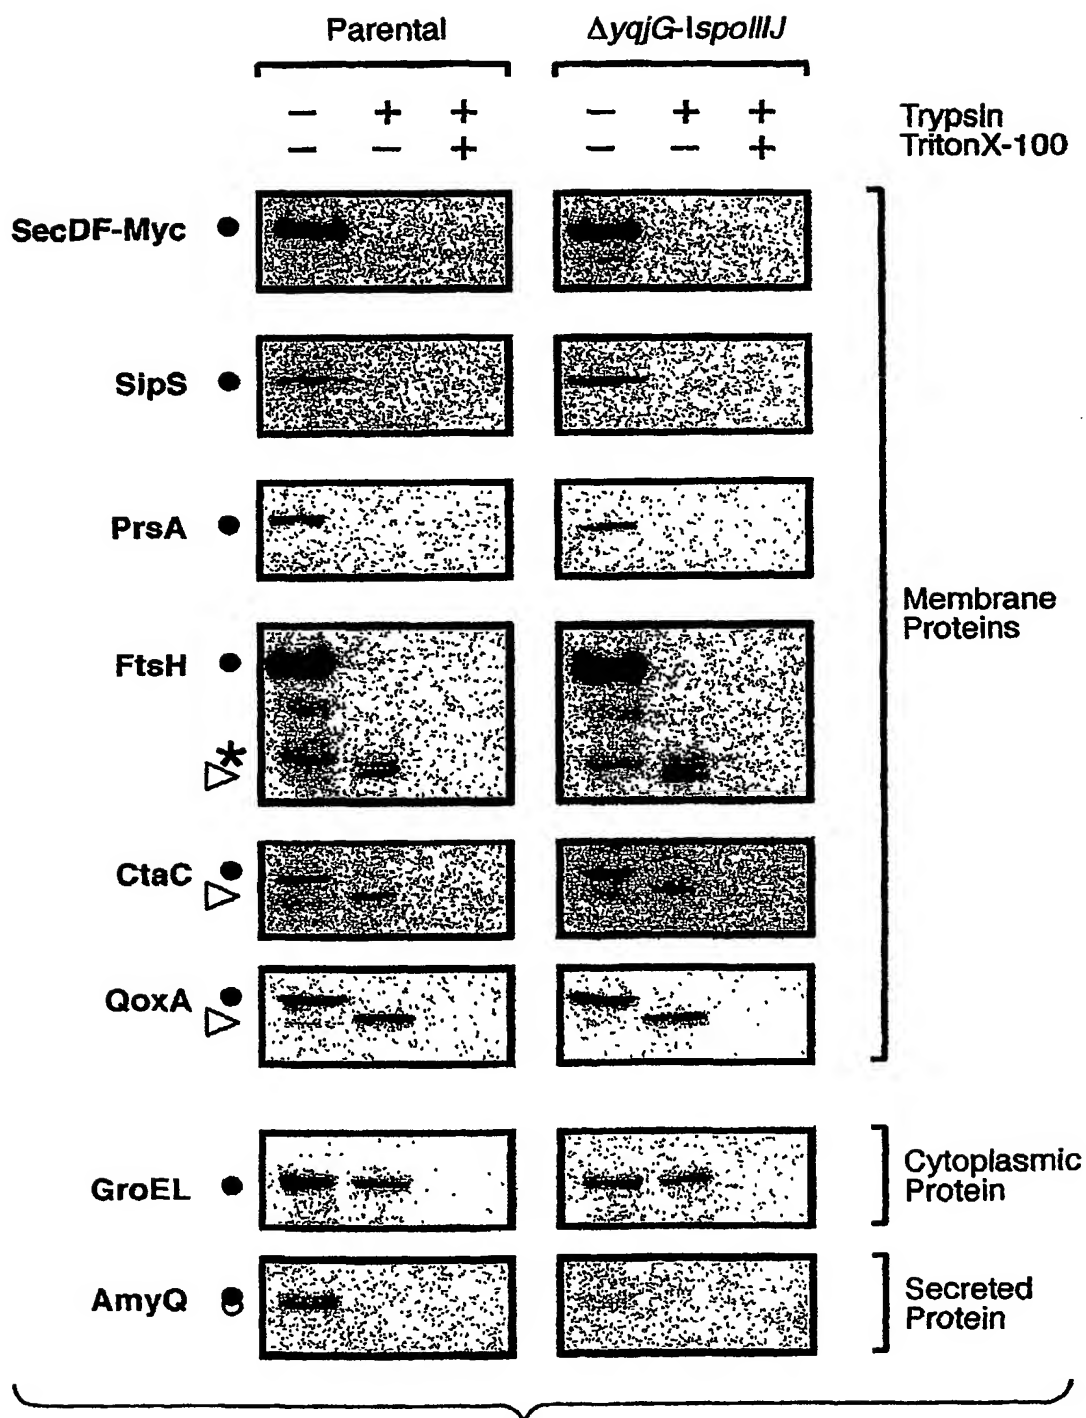 Parental ΔyqjG-IspoIIIJ
− + + − + + Trypsin
− − + − − + TritonX-100
SecDF-Myc
SipS
PrsA
Membrane
Proteins
FtsH
*
CtaC
QoxA
Cytoplasmic
Protein
GroEL
Secreted
Protein
AmyQ